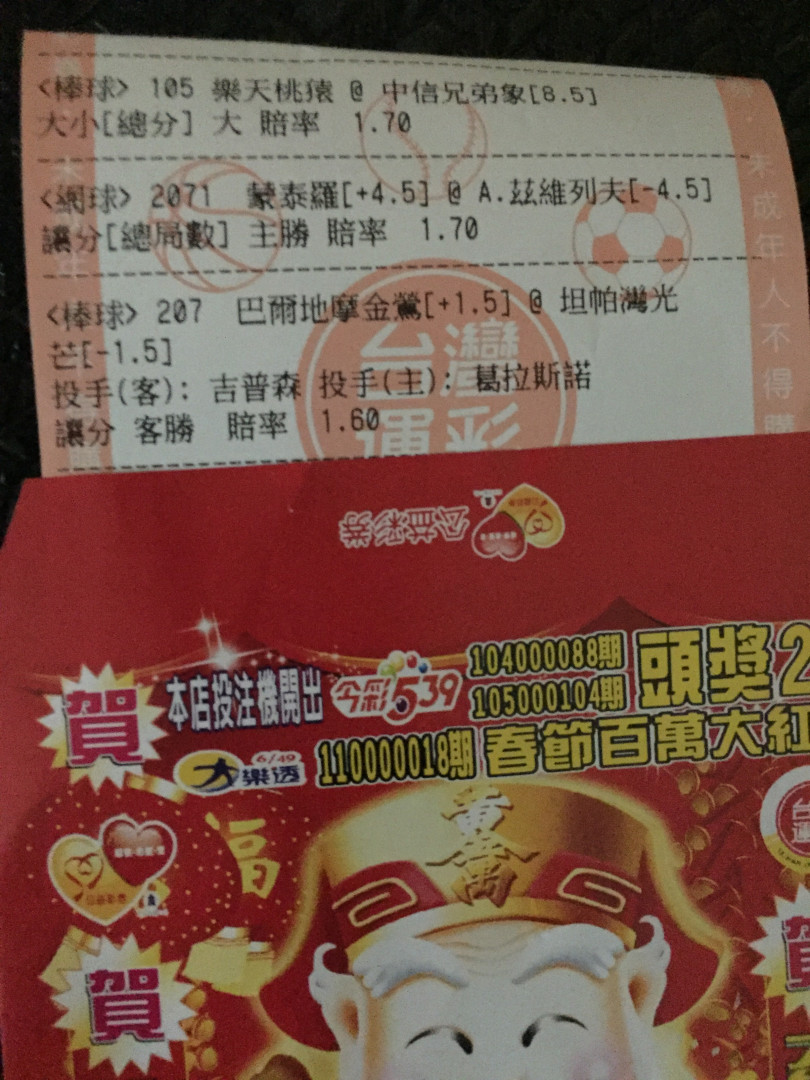 <棒球> 105 樂天桃猿 @ 中信兄弟象[8.5]
大小[總分] 大 賠率 1.70
<網球> 2071 蒙泰羅[+4.5] @ A.茲維列夫[-4.5]
讓分[總局數] 主勝 賠率 1.70
<棒球> 207 巴爾地摩金鶯[+1.5] @ 坦帕灣光
芒[-1.5]
投手(客): 吉普森 投手(主): 葛拉斯諾
讓分 客勝 賠率 1.60
台灣
運彩
未成年人不得購
公益彩券
賀 本店投注機開出 今彩539 104000088期 頭獎2
105000104期
大樂透 6/49 110000018期 春節百萬大紅
福
賀
賀